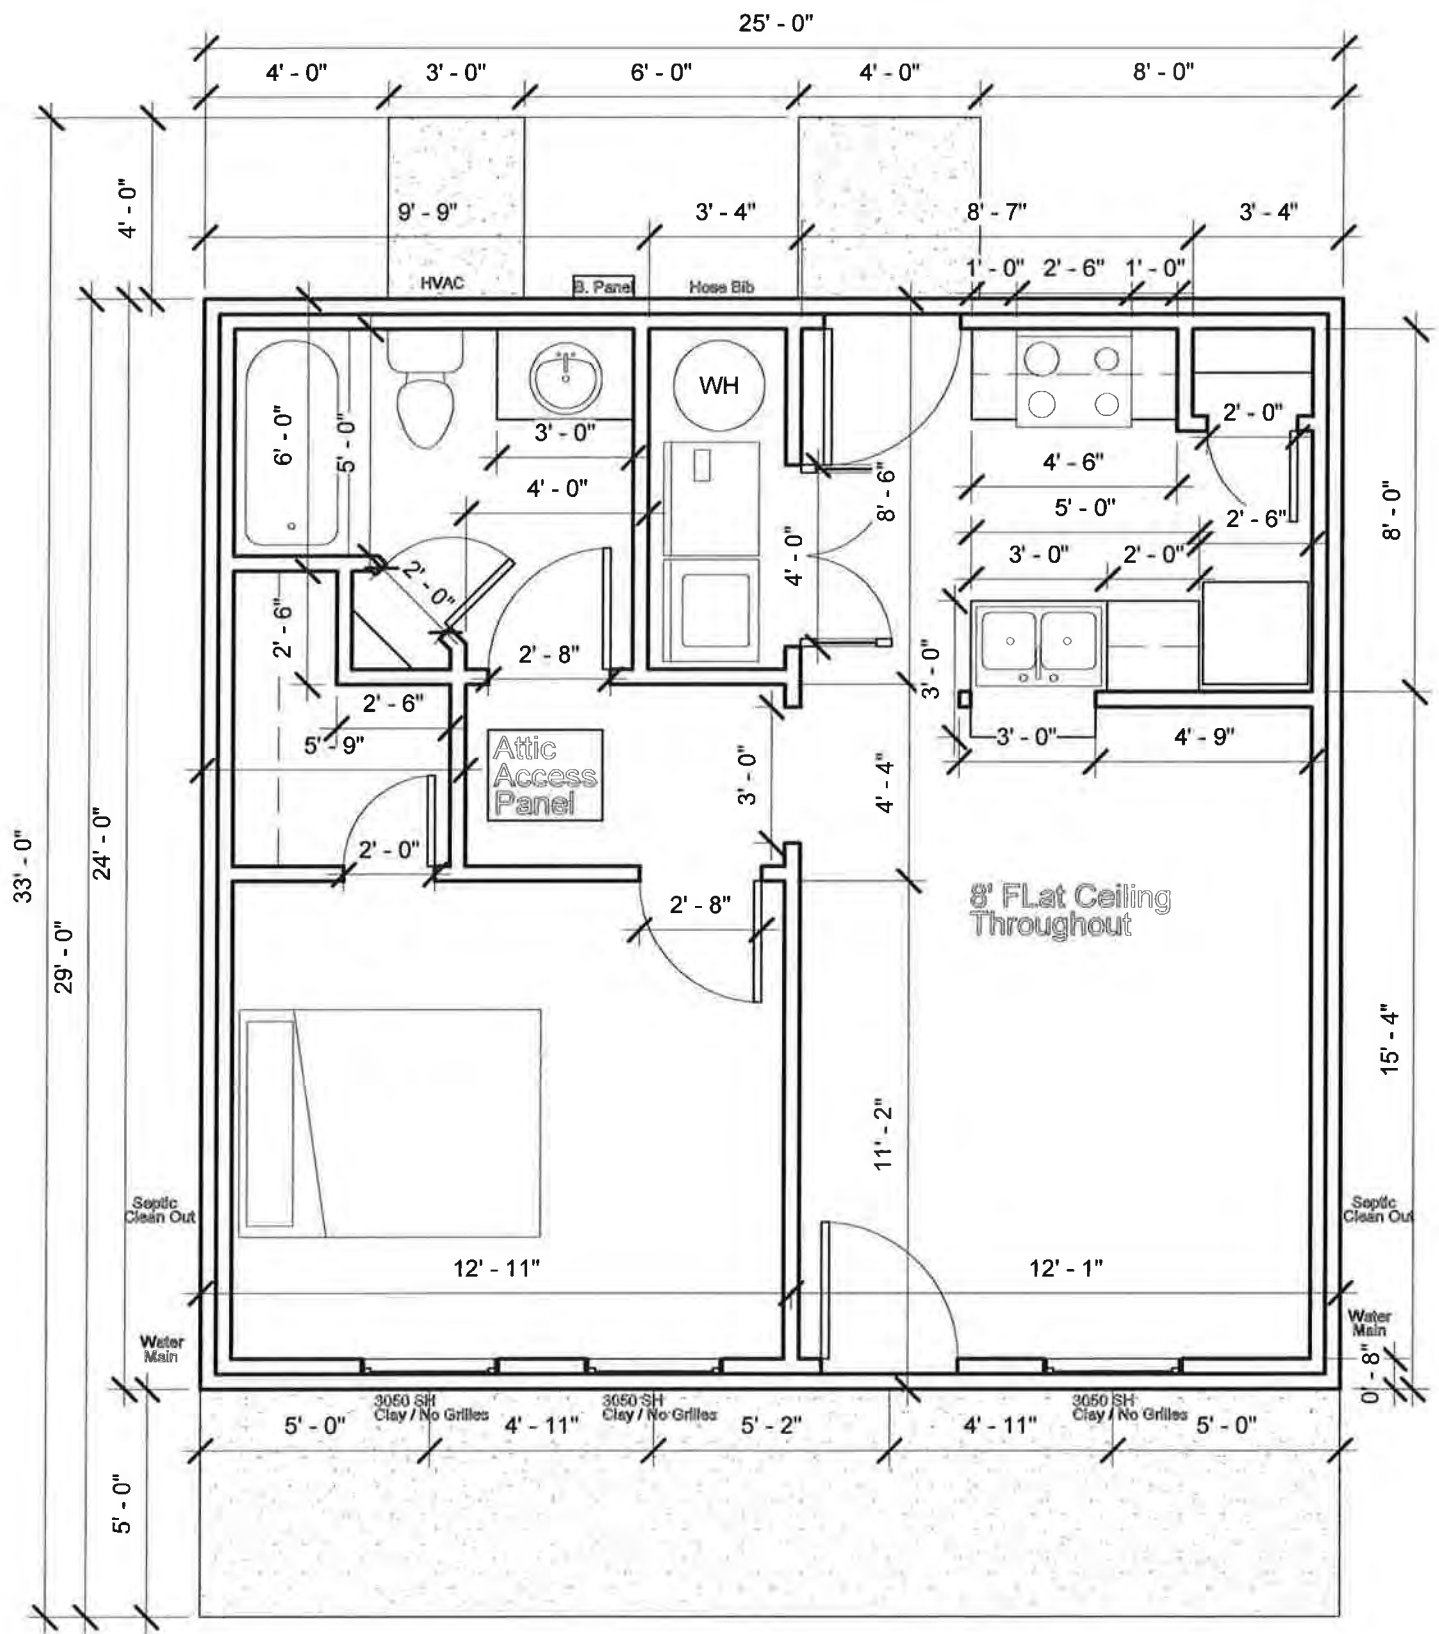 25' - 0"
4' - 0"
3' - 0"
6' - 0"
4' - 0"
8' - 0"
4' - 0"
9' - 9"
3' - 4"
8' - 7"
3' - 4"
1' - 0"
2' - 6"
1' - 0"
HVAC
B. Panel
Hose Bib
WH
6' - 0"
5' - 0"
3' - 0"
4' - 0"
2' - 0"
2' - 8"
4' - 0"
8' - 6"
2' - 0"
4' - 6"
5' - 0"
2' - 6"
3' - 0"
2' - 0"
8' - 0"
2' - 6"
2' - 6"
5' - 9"
3' - 0"
3' - 0"
4' - 9"
Attic
Access
Panel
3' - 0"
4' - 4"
2' - 0"
2' - 8"
8' FLat Ceiling
Throughout
33' - 0"
29' - 0"
24' - 0"
15' - 4"
11' - 2"
Septic
Clean Out
Septic
Clean Out
12' - 11"
12' - 1"
Water
Main
Water
Main
0' - 8"
3050 SH
Clay / No Grilles
3050 SH
Clay / No Grilles
3050 SH
Clay / No Grilles
5' - 0"
4' - 11"
5' - 2"
4' - 11"
5' - 0"
5' - 0"